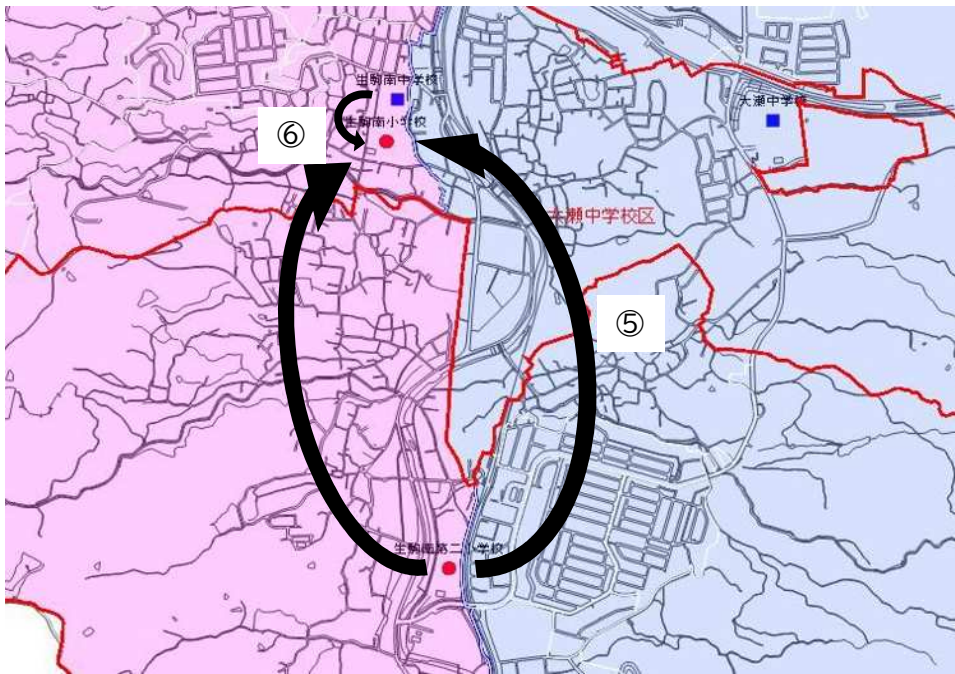 生駒南中学校
大瀬中学校
生駒南小学校
⑥
大瀬中学校区
⑤
生駒南第二小学校